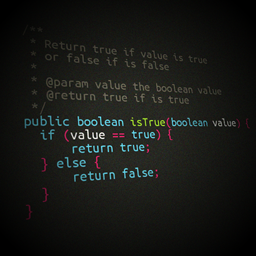 /**
* Return true if value is true
* or false if is false
*
* @param value the boolean value
* @return true if is true
*/
public boolean isTrue(boolean value) {
if (value == true) {
return true;
} else {
return false;
}
}